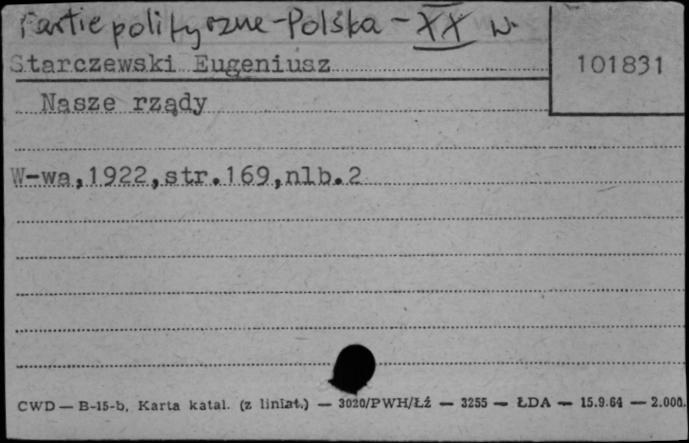 Partie polityczne - Polska - XX w.
Starczewski Eugeniusz
101831
Nasze rządy
W-wa,1922,str.169,nlb.2
CWD — B-15-b, Karta katal. (z liniat.) — 3020/PWH/Łź — 3255 — ŁDA — 15.9.64 — 2.000.